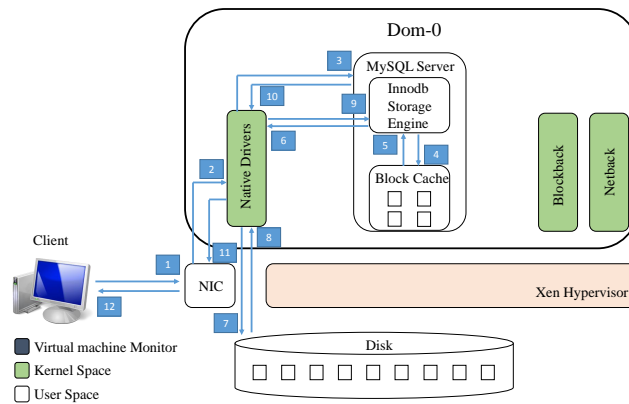 Dom-0
3
MySQL Server
10
Innodb
Storage
Engine
9
6
5
4
2
Native Drivers
Block Cache
Blockback
Netback
Client
1
11
8
NIC
12
7
Xen Hypervisor
Disk
Virtual machine Monitor
Kernel Space
User Space